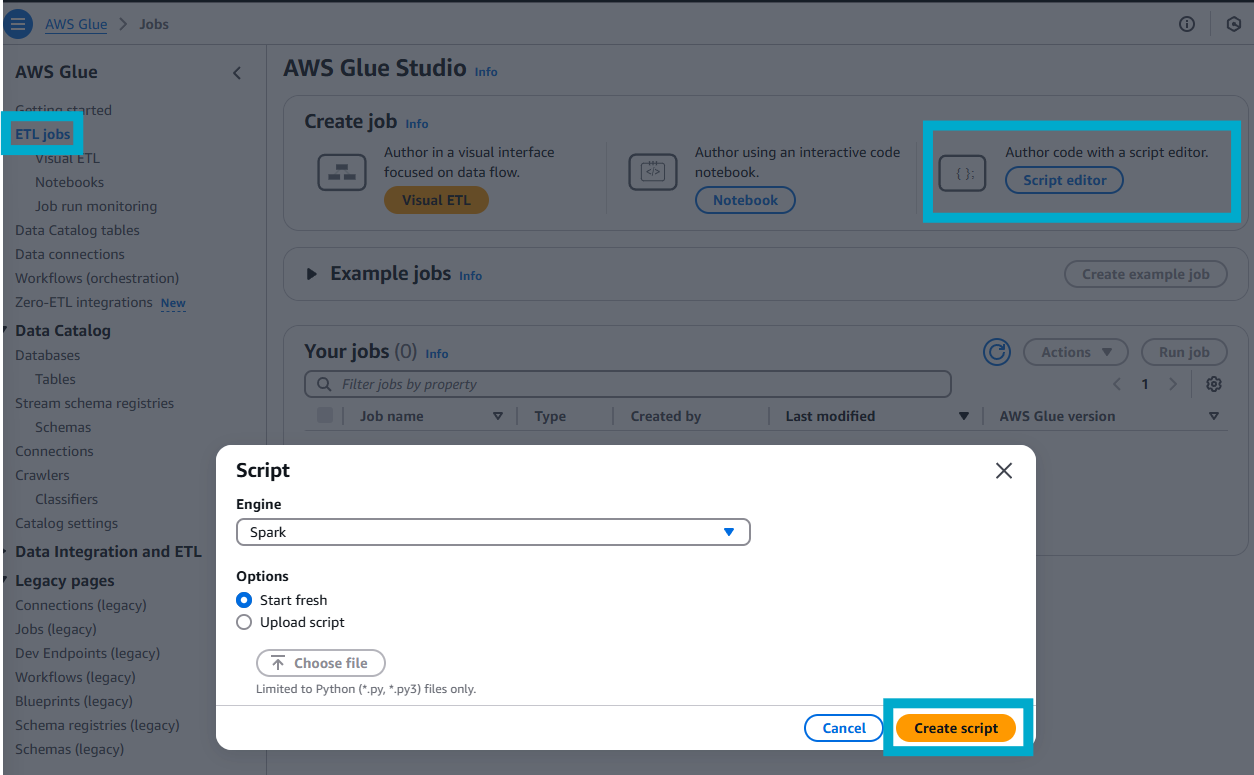 AWS Glue > Jobs
AWS Glue
Getting started
ETL jobs
Visual ETL
Notebooks
Job run monitoring
Data Catalog tables
Data connections
Workflows (orchestration)
Zero-ETL integrations New
Data Catalog
Databases
Tables
Stream schema registries
Schemas
Connections
Crawlers
Classifiers
Catalog settings
Data Integration and ETL
Legacy pages
Connections (legacy)
Jobs (legacy)
Dev Endpoints (legacy)
Workflows (legacy)
Blueprints (legacy)
Schema registries (legacy)
Schemas (legacy)
AWS Glue Studio Info
Create job Info
Author in a visual interface
focused on data flow.
Visual ETL
Author using an interactive code
notebook.
Notebook
Author code with a script editor.
Script editor
Example jobs Info
Create example job
Your jobs (0) Info
Actions
Run job
Filter jobs by property
1
Job name Type Created by Last modified AWS Glue version
Script
Engine
Spark
Options
Start fresh
Upload script
Choose file
Limited to Python (*.py, *.py3) files only.
Cancel
Create script